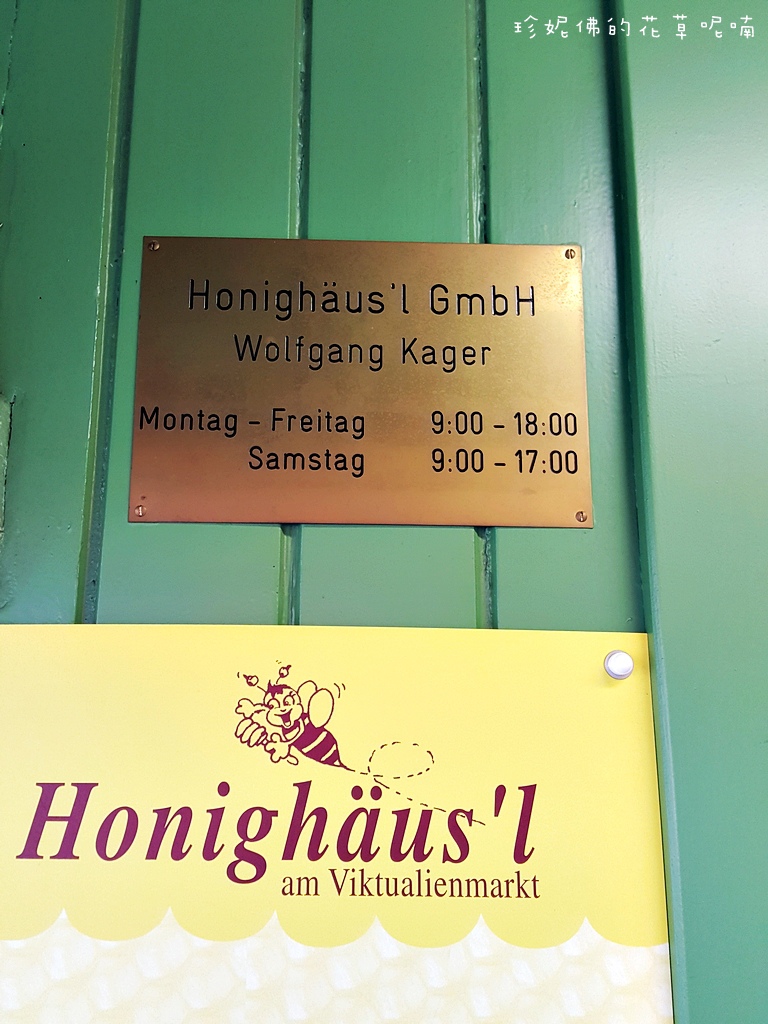 珍妮佛的花草呢喃
Honighäus'l GmbH
Wolfgang Kager
Montag – Freitag 9:00 – 18:00
Samstag 9:00 – 17:00
Honighäus'l
am Viktualienmarkt